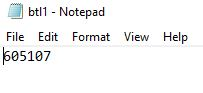 btl1 - Notepad
File Edit Format View Help
605107